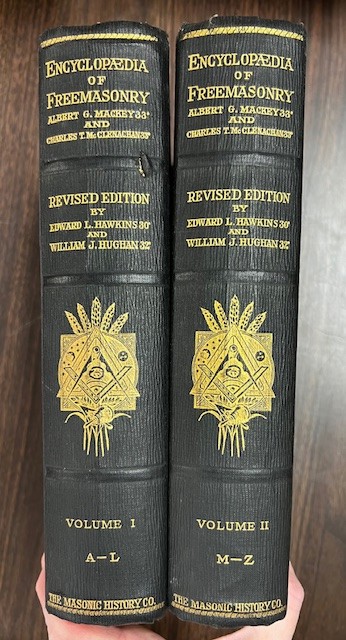 ENCYCLOPÆDIA
OF
FREEMASONRY
ALBERT G. MACKEY 33°
AND
CHARLES T. McCLENACHAN 33°
REVISED EDITION
BY
EDWARD L. HAWKINS 30°
AND
WILLIAM J. HUGHAN 32°
VOLUME I
A–L
THE MASONIC HISTORY CO.
ENCYCLOPÆDIA
OF
FREEMASONRY
ALBERT G. MACKEY 33°
AND
CHARLES T. McCLENACHAN 33°
REVISED EDITION
BY
EDWARD L. HAWKINS 30°
AND
WILLIAM J. HUGHAN 32°
VOLUME II
M–Z
THE MASONIC HISTORY CO.